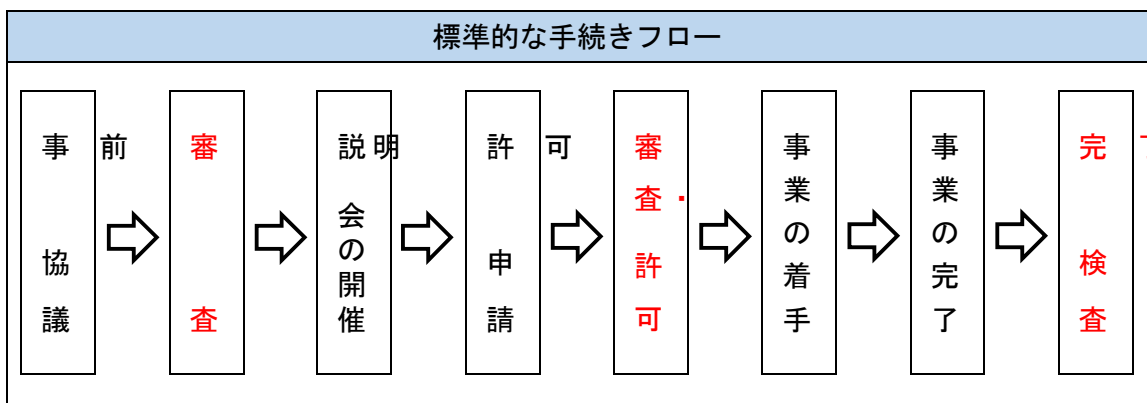 標準的な手続きフロー
事前協議
審査
説明会の開催
許可申請
審査・許可
事業の着手
事業の完了
完了検査